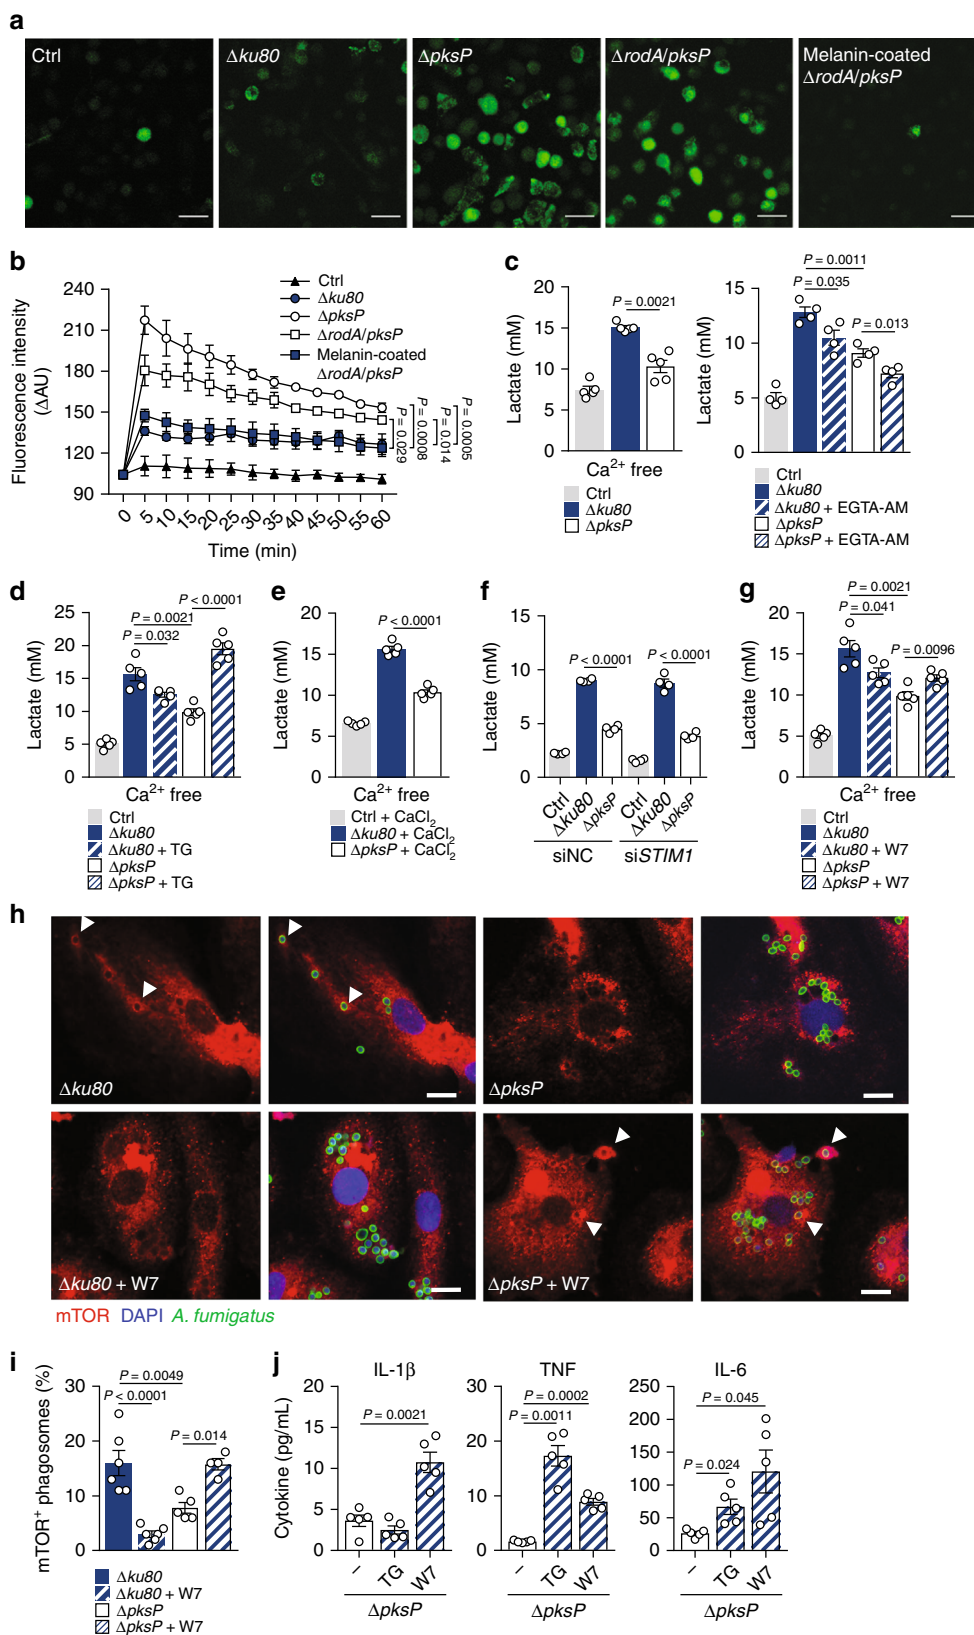 a
Ctrl
Δku80
ΔpksP
ΔrodA/pksP
Melanin-coated
ΔrodA/pksP
b
Fluorescence intensity
(ΔAU)
240
210
180
150
120
90
0 5 10 15 20 25 30 35 40 45 50 55 60
Time (min)
Ctrl
Δku80
ΔpksP
ΔrodA/pksP
Melanin-coated
ΔrodA/pksP
P = 0.029
P = 0.0008
P = 0.014
P = 0.0005
c
Lactate (mM)
20
15
10
5
0
P = 0.0021
Ca2+ free
Ctrl
Δku80
ΔpksP
Lactate (mM)
15
10
5
0
P = 0.0011
P = 0.035
P = 0.013
Ctrl
Δku80
Δku80 + EGTA-AM
ΔpksP
ΔpksP + EGTA-AM
d
Lactate (mM)
25
20
15
10
5
0
P < 0.0001
P = 0.0021
P = 0.032
Ca2+ free
Ctrl
Δku80
Δku80 + TG
ΔpksP
ΔpksP + TG
e
Lactate (mM)
20
15
10
5
0
P < 0.0001
Ca2+ free
Ctrl + CaCl2
Δku80 + CaCl2
ΔpksP + CaCl2
f
Lactate (mM)
15
10
5
0
P < 0.0001
P < 0.0001
Ctrl Δku80 ΔpksP Ctrl Δku80 ΔpksP
siNC siSTIM1
g
Lactate (mM)
20
15
10
5
0
P = 0.0021
P = 0.041
P = 0.0096
Ca2+ free
Ctrl
Δku80
Δku80 + W7
ΔpksP
ΔpksP + W7
h
Δku80
ΔpksP
Δku80 + W7
ΔpksP + W7
mTOR DAPI A. fumigatus
i
mTOR+ phagosomes (%)
30
20
10
0
P = 0.0049
P < 0.0001
P = 0.014
Δku80
Δku80 + W7
ΔpksP
ΔpksP + W7
j
Cytokine (pg/mL)
IL-1β
20
15
10
5
0
P = 0.0021
– TG W7
ΔpksP
TNF
30
20
10
0
P = 0.0002
P = 0.0011
– TG W7
ΔpksP
IL-6
250
200
150
100
50
0
P = 0.045
P = 0.024
– TG W7
ΔpksP